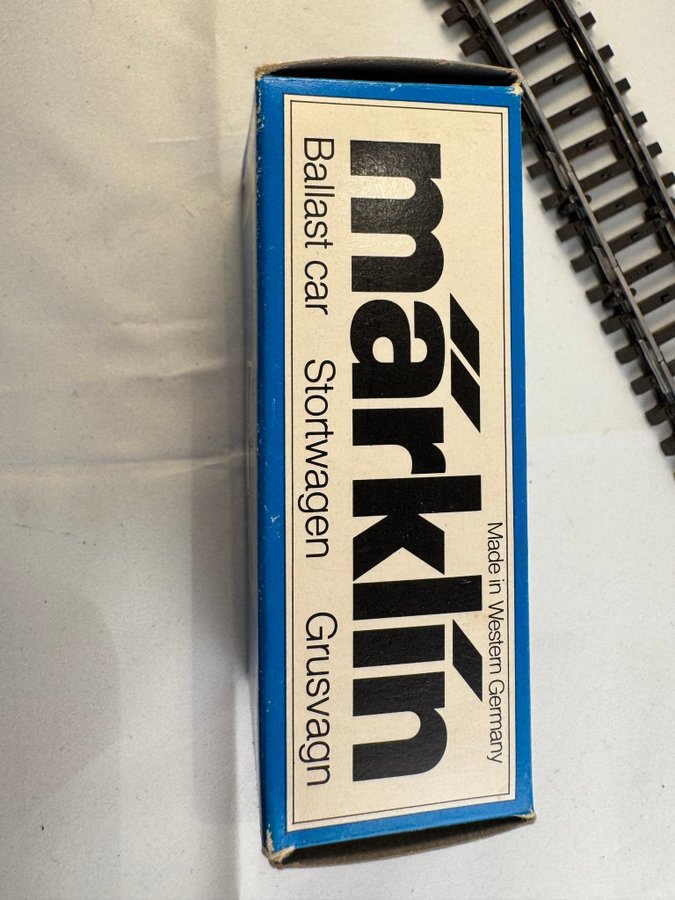 Made in Western Germany
märklin
Ballast car Stortwagen Grusvagn